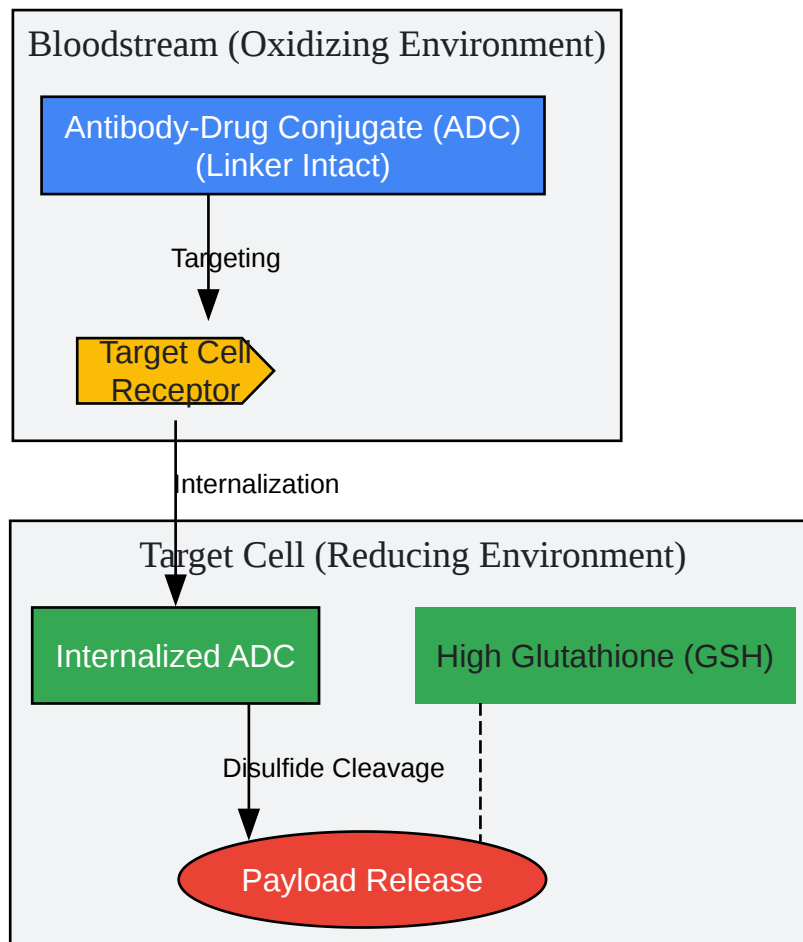 Bloodstream (Oxidizing Environment)
Antibody-Drug Conjugate (ADC)
(Linker Intact)
Targeting
Target Cell
Receptor
Internalization
Target Cell (Reducing Environment)
Internalized ADC
High Glutathione (GSH)
Disulfide Cleavage
Payload Release